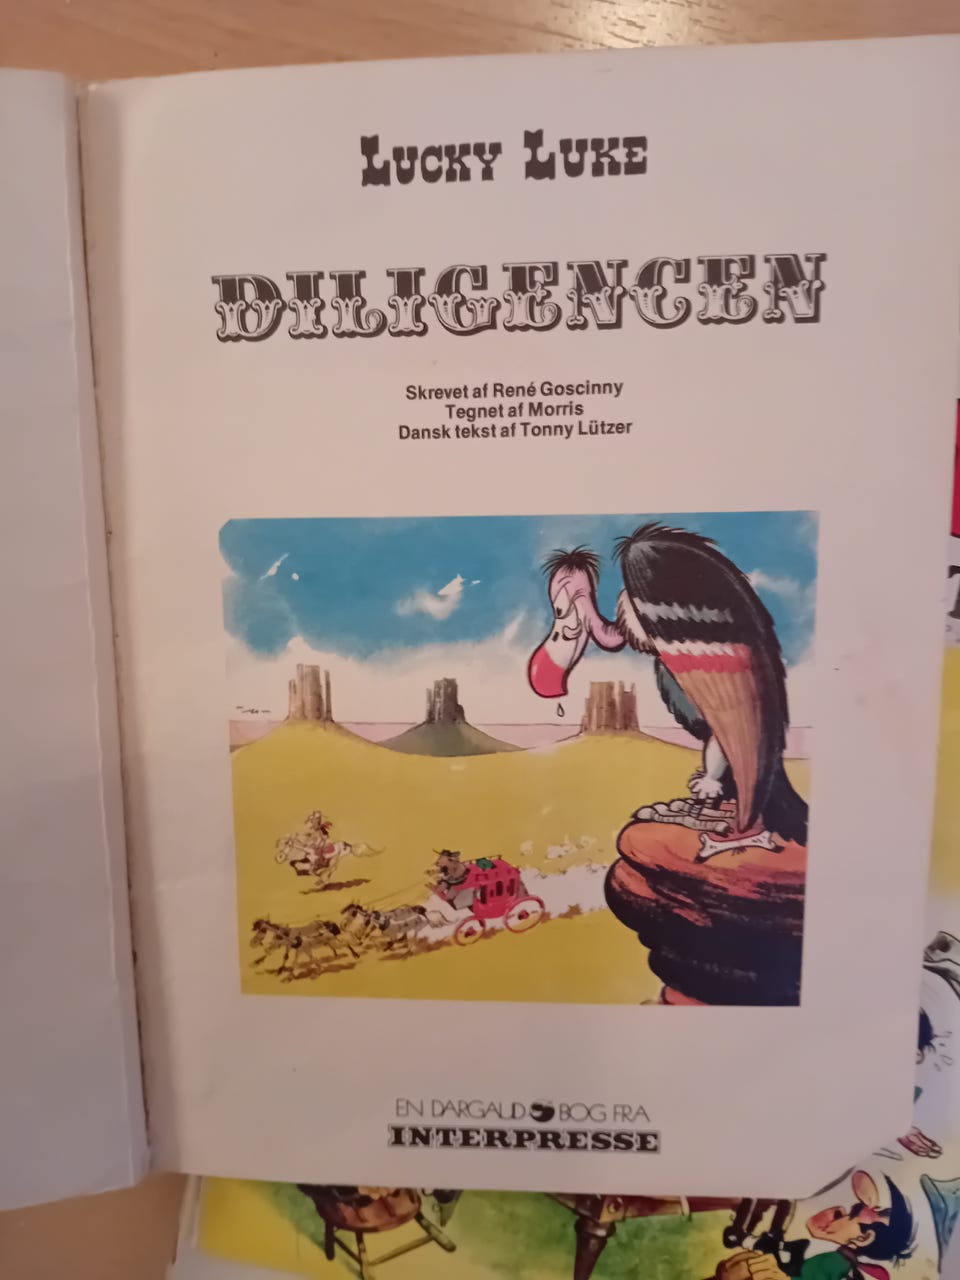 LUCKY LUKE
DILIGENCEN
Skrevet af René Goscinny
Tegnet af Morris
Dansk tekst af Tonny Lützer
EN DARGAUD BOG FRA
INTERPRESSE